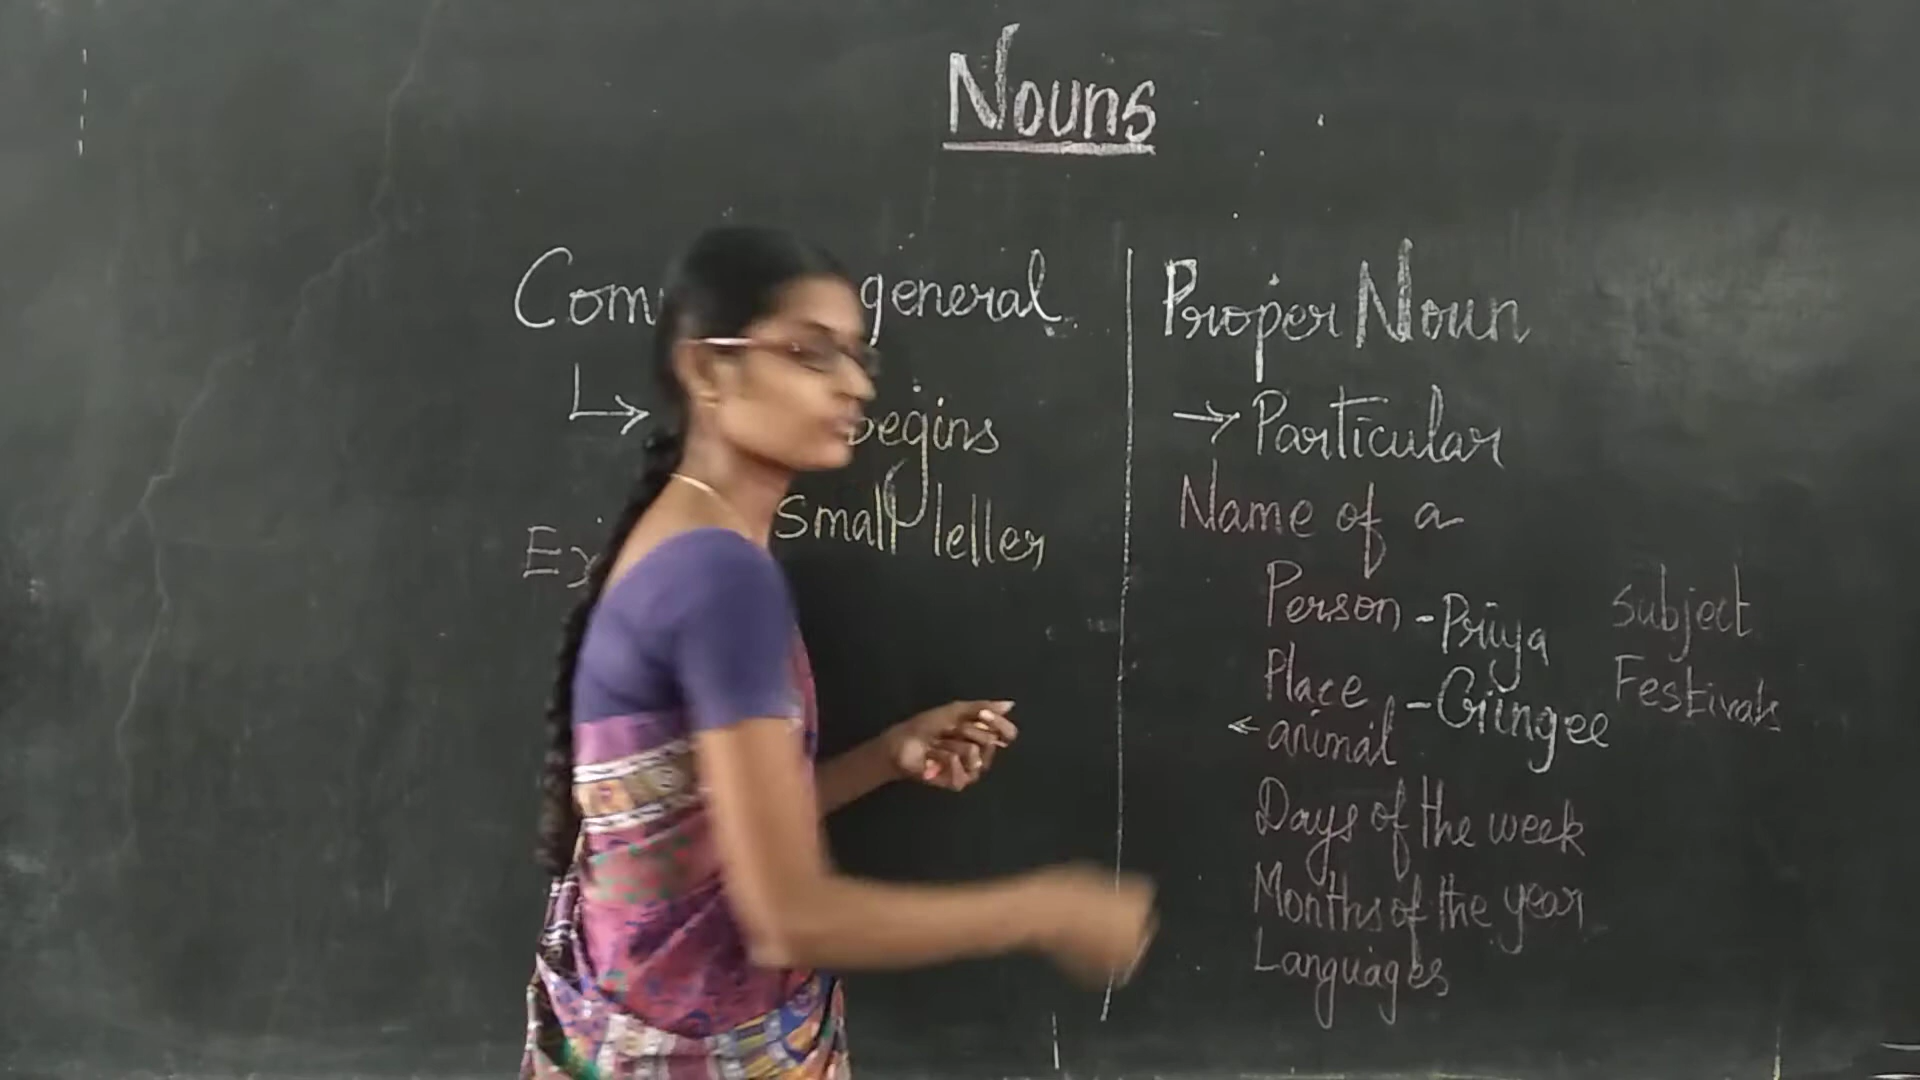 Nouns
general
begins
Small letter
Proper Noun
→ Particular
Name of a
Person - Priya
Place - Gingee
animal
Days of the week
Months of the year
Languages
Subject
Festivals